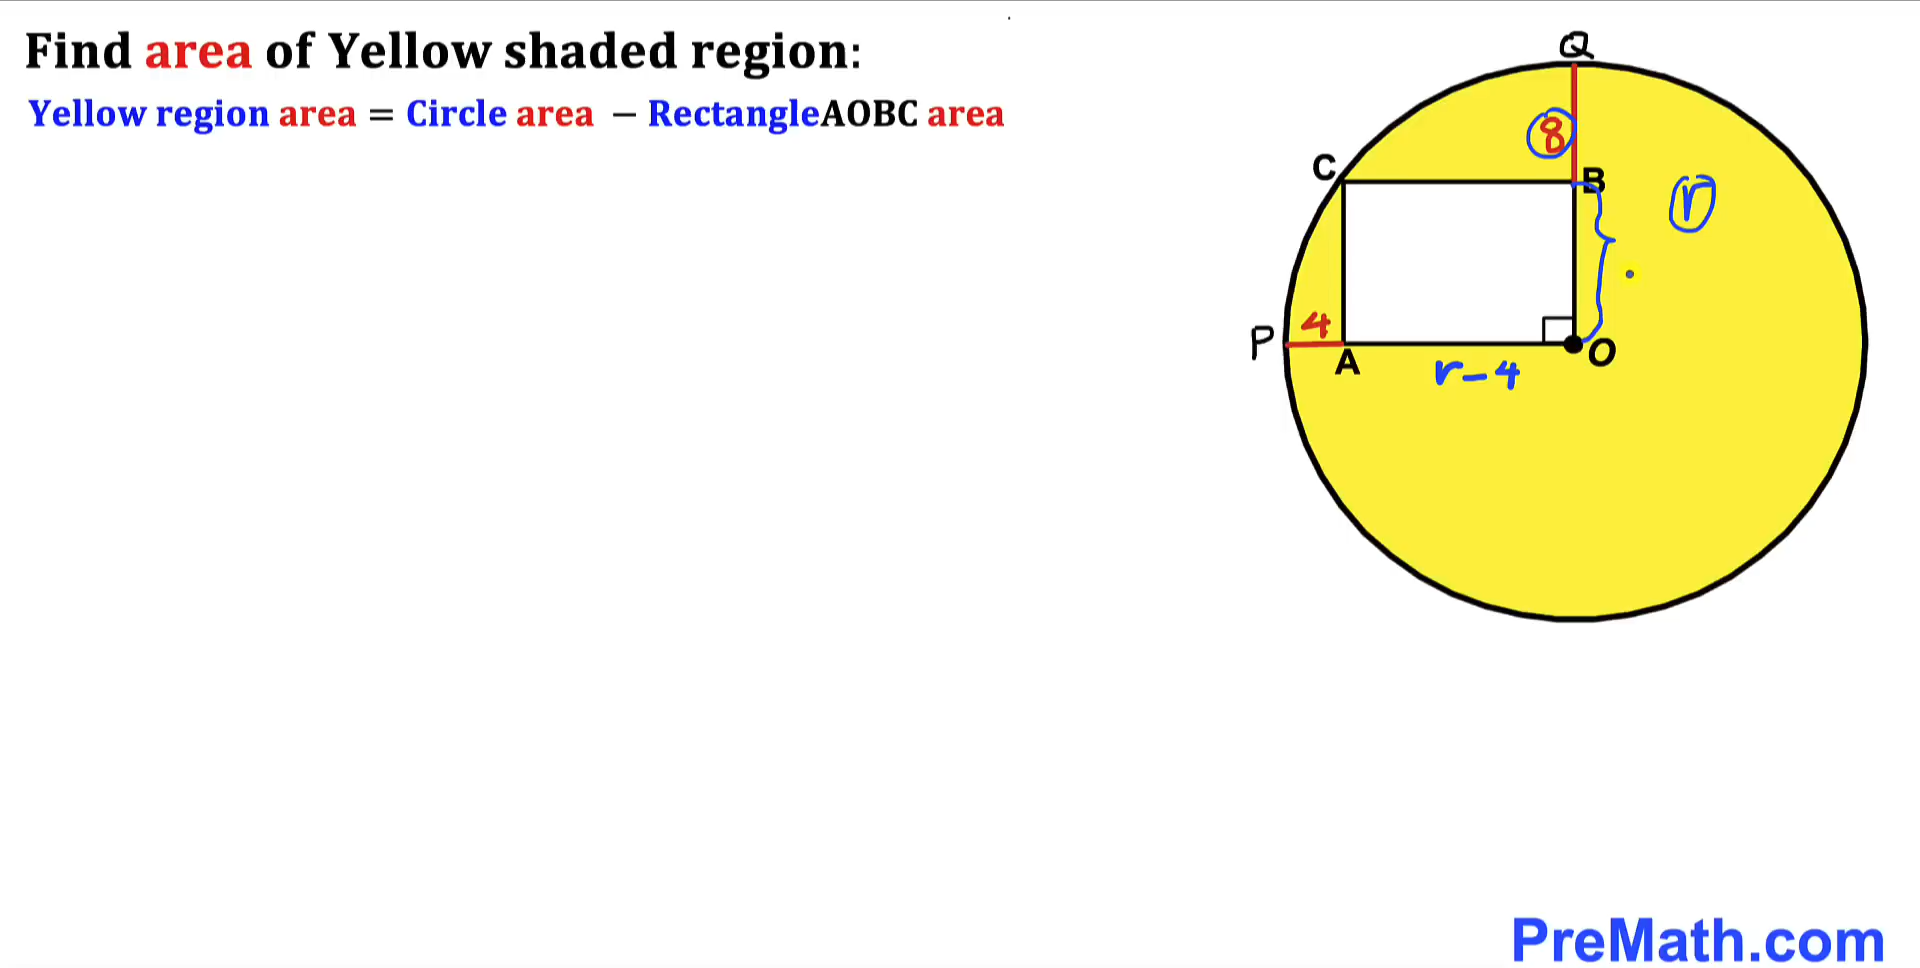 Find area of Yellow shaded region:
Yellow region area = Circle area − RectangleAOBC area
Q
8
C
B
r
4
P
A
O
r-4
PreMath.com